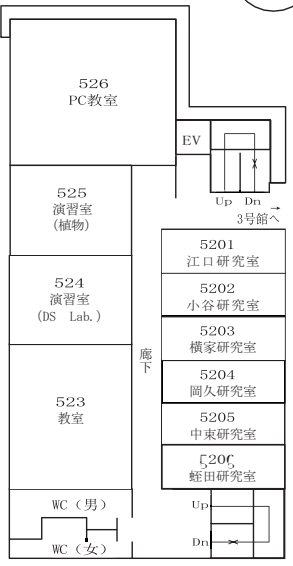 526
PC教室
EV
Up Dn
3号館へ
525
演習室
(植物)
524
演習室
(DS Lab.)
523
教室
廊下
5201
江口研究室
5202
小谷研究室
5203
横家研究室
5204
岡久研究室
5205
中東研究室
5206
蛭田研究室
WC（男）
WC（女）
Up
Dn